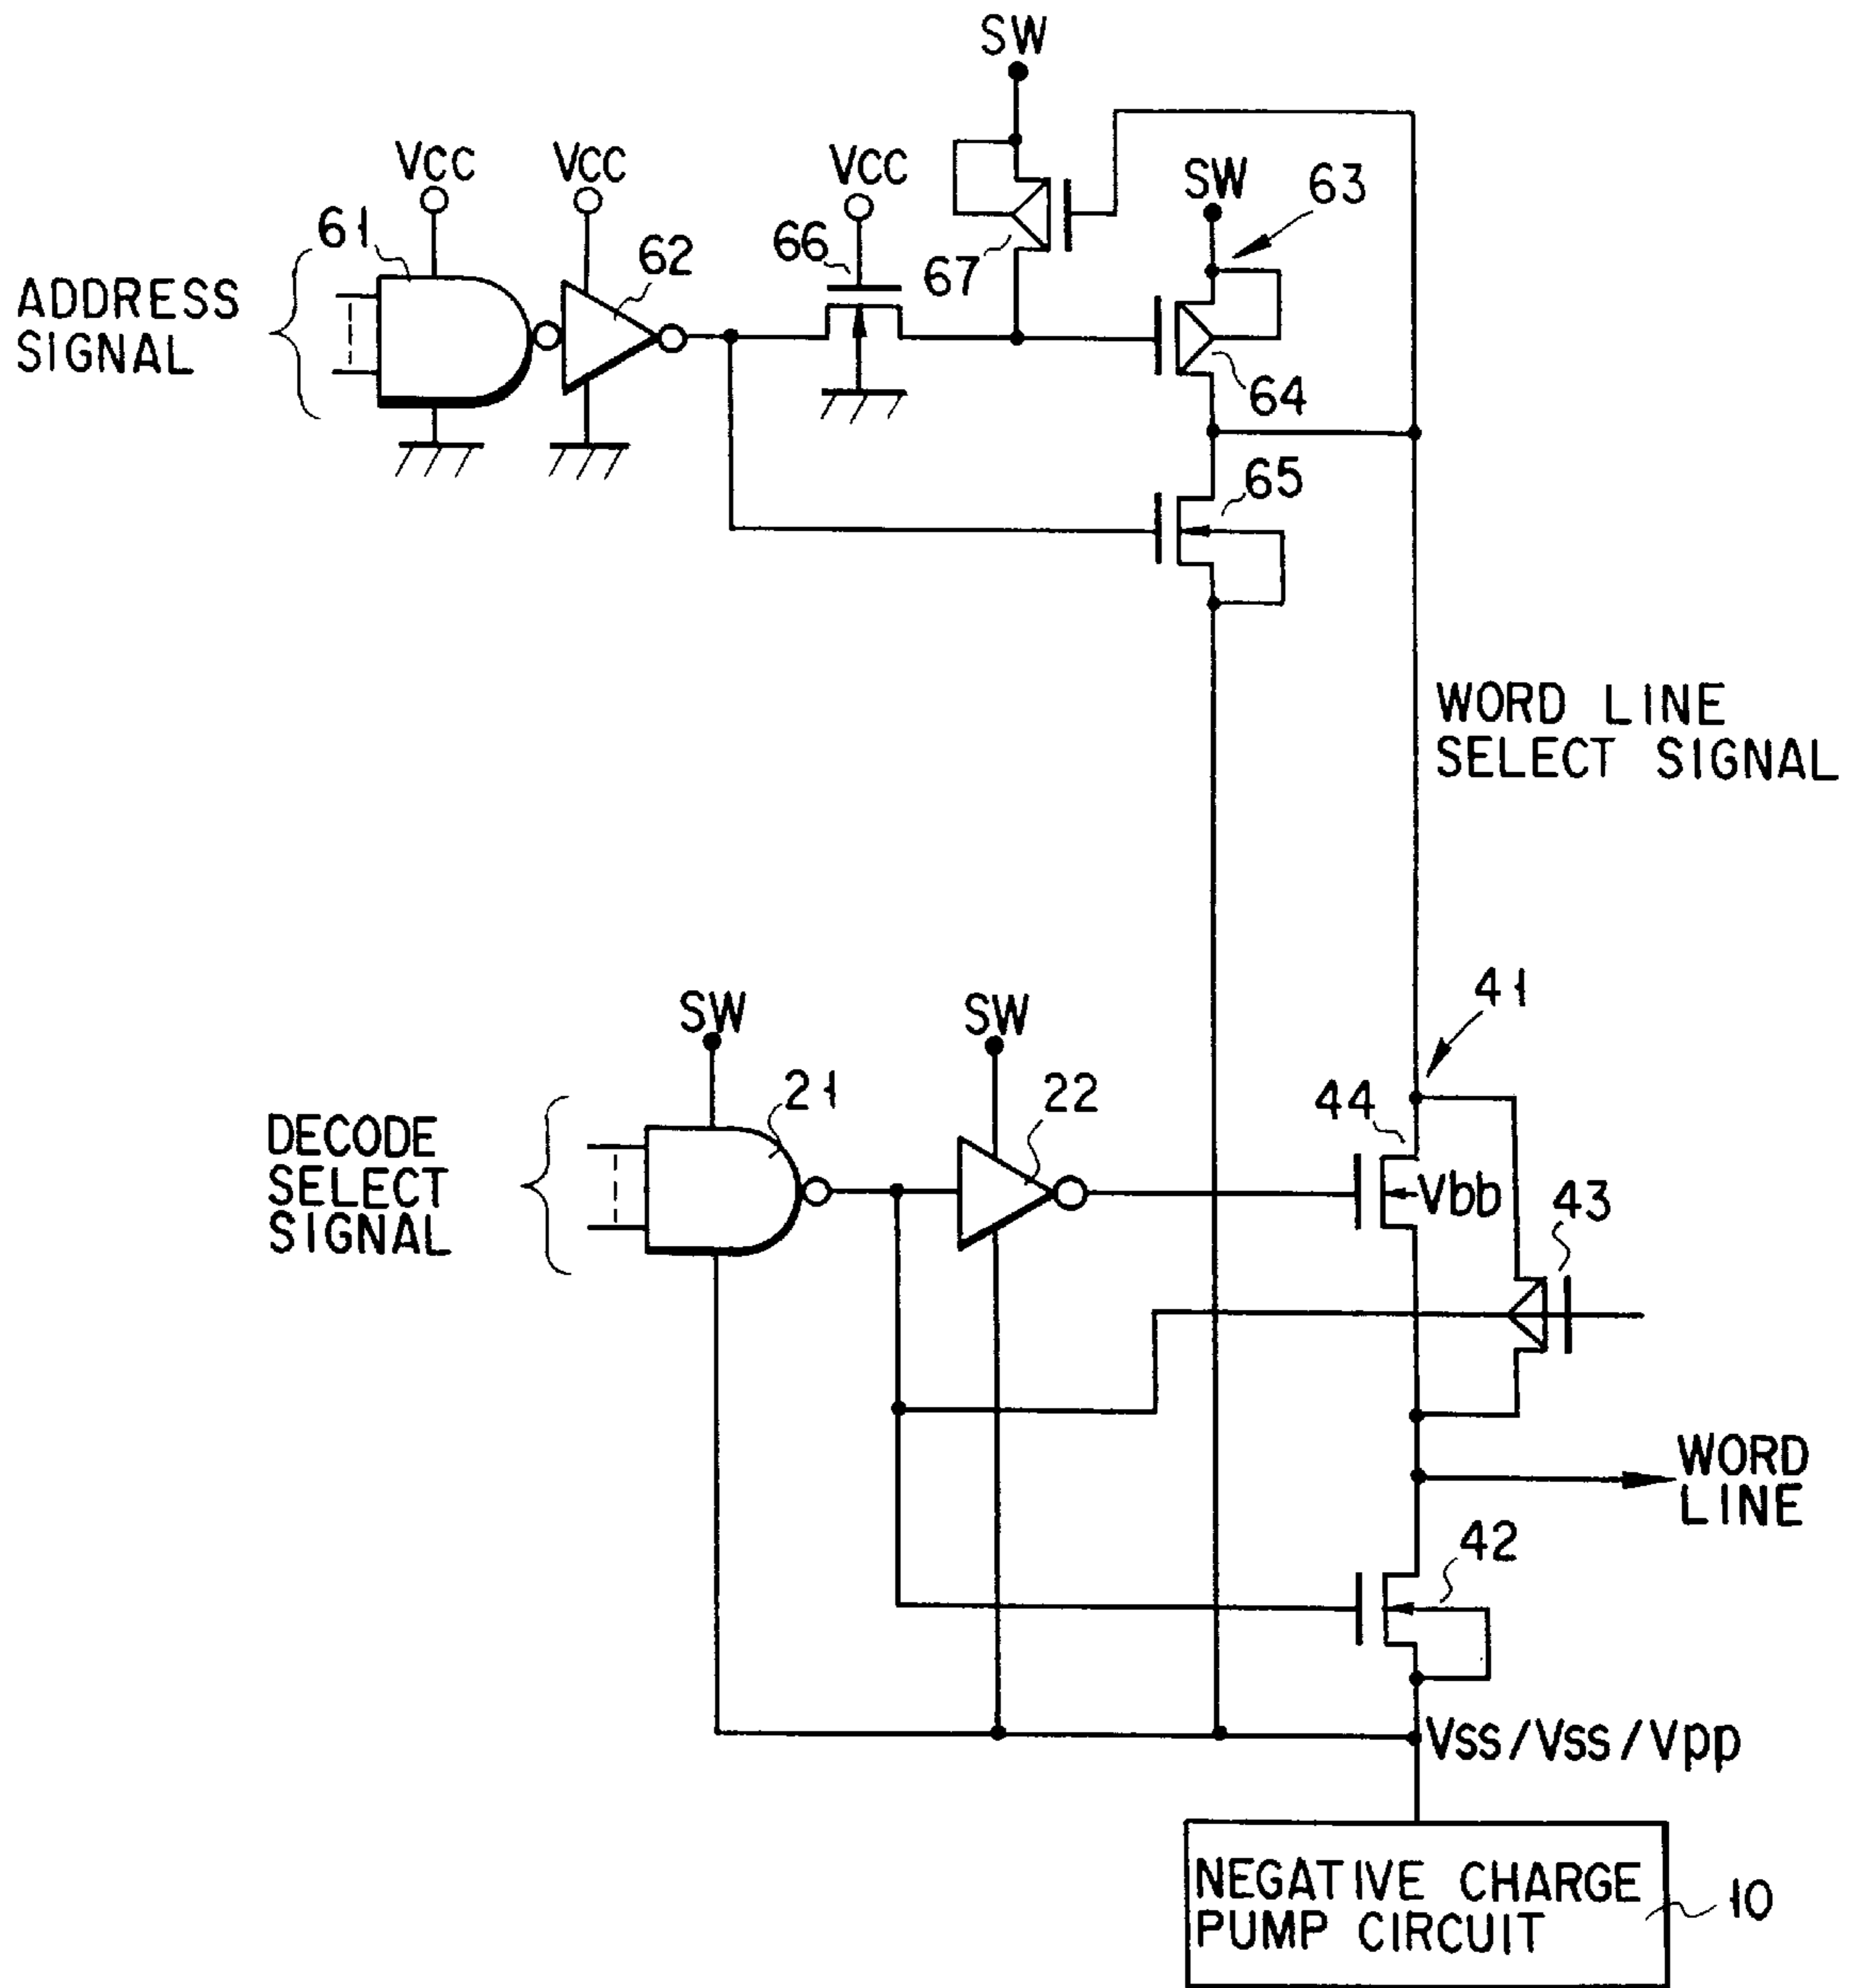 SW
VCC
VCC
VCC
SW
63
61
66
62
67
ADDRESS
SIGNAL
64
65
WORD LINE
SELECT SIGNAL
41
SW
SW
21
22
44
DECODE
SELECT
SIGNAL
Vbb
43
WORD
LINE
42
Vss/Vss/Vpp
NEGATIVE CHARGE
PUMP CIRCUIT
10